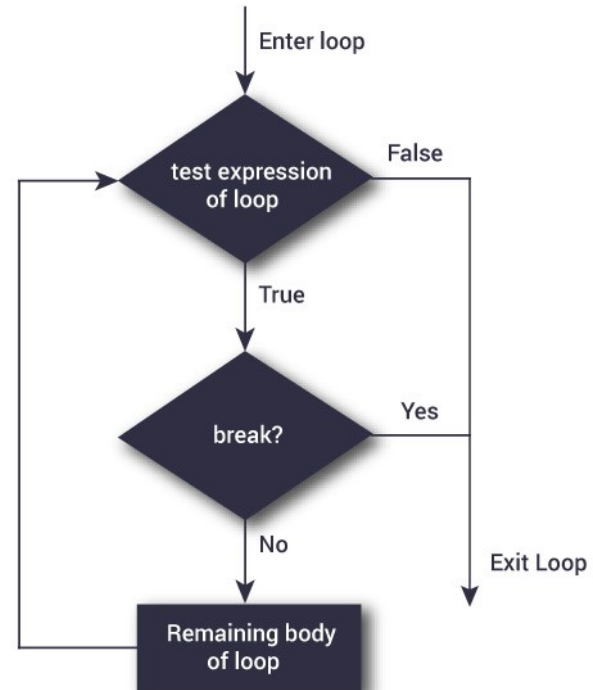 Enter loop
test expression
of loop
False
True
break?
Yes
No
Exit Loop
Remaining body
of loop